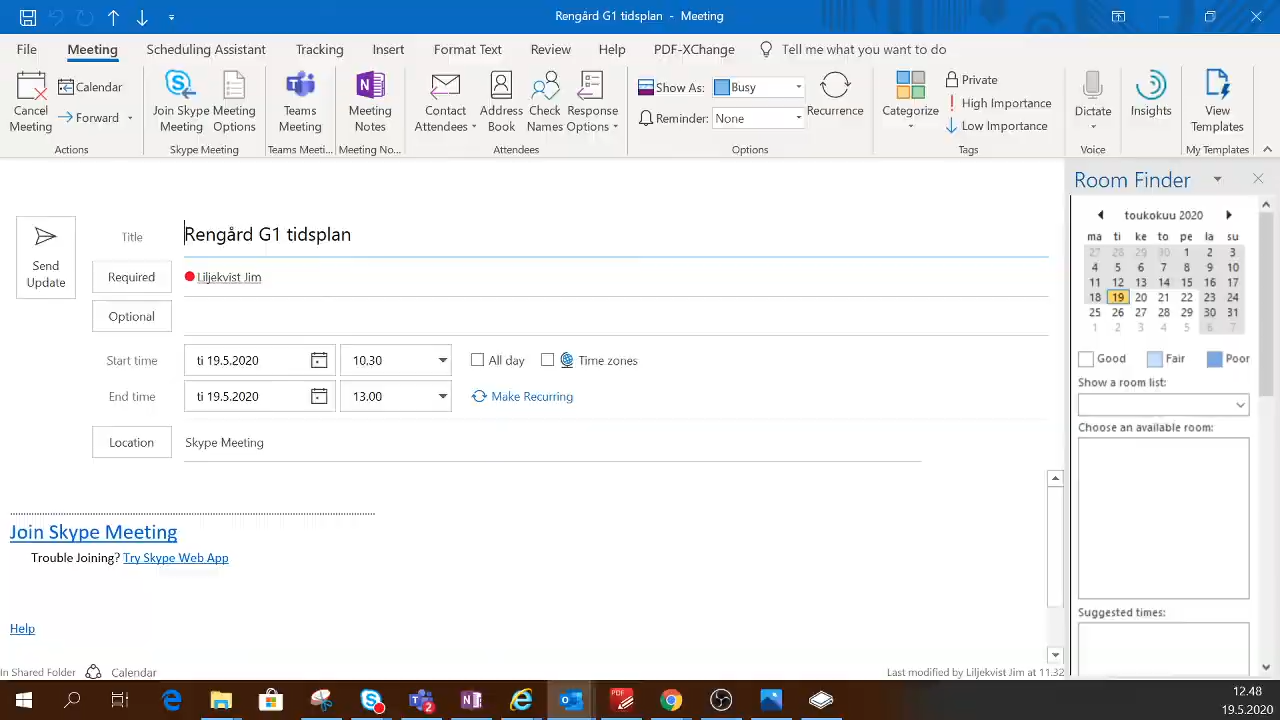 Rengård G1 tidsplan - Meeting
File Meeting Scheduling Assistant Tracking Insert Format Text Review Help PDF-XChange Tell me what you want to do
Cancel Meeting
Calendar
Forward
Actions
Join Skype Meeting
Meeting Options
Skype Meeting
Teams Meeting
Teams Meeti...
Meeting Notes
Meeting No...
Contact Attendees
Address Book
Check Names
Response Options
Attendees
Show As: Busy
Reminder: None
Recurrence
Options
Categorize
Private
High Importance
Low Importance
Tags
Dictate
Voice
Insights
View Templates
My Templates
Send Update
Title Rengård G1 tidsplan
Required Liljekvist Jim
Optional
Start time ti 19.5.2020 10.30 All day Time zones
End time ti 19.5.2020 13.00 Make Recurring
Location Skype Meeting
Join Skype Meeting
Trouble Joining? Try Skype Web App
Help
In Shared Folder Calendar Last modified by Liljekvist Jim at 11.32
Room Finder
toukokuu 2020
ma ti ke to pe la su
27 28 29 30 1 2 3
4 5 6 7 8 9 10
11 12 13 14 15 16 17
18 19 20 21 22 23 24
25 26 27 28 29 30 31
1 2 3 4 5 6 7
Good Fair Poor
Show a room list:
Choose an available room:
Suggested times:
PDF
2
12.48
19.5.2020